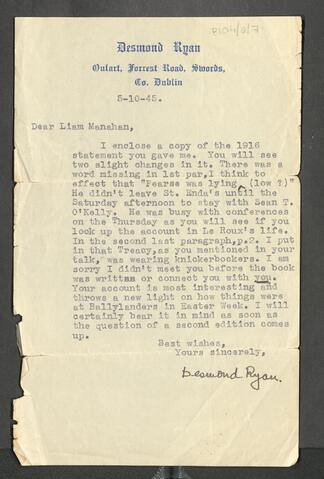 P104/6/7
Desmond Ryan
Oulart, Forrest Road, Swords,
Co. Dublin
5-10-45.
Dear Liam Manahan,
I enclose a copy of the 1916
statement you gave me. You will see
two slight changes in it. There was a
word missing in 1st par, I think to
effect that "Pearse was lying (low ?)"
He didn't leave St. Enda's until the
Saturday afternoon to stay with Sean T.
O'Kelly. He was busy with conferences
on the Thursday as you will see if you
look up the account in Le Roux's life.
In the second last paragraph, p.2. I put
in that Treacy, as you mentioned in your
talk, was wearing knickerbockers. I am
sorry I didn't meet you before the book
was written or connect you with you.
Your account is most interesting and
throws a new light on how things were
at Ballylanders in Easter Week. I will
certainly bear it in mind as soon as
the question of a second edition comes
up.
Best wishes,
Yours sincerely,
Desmond Ryan.